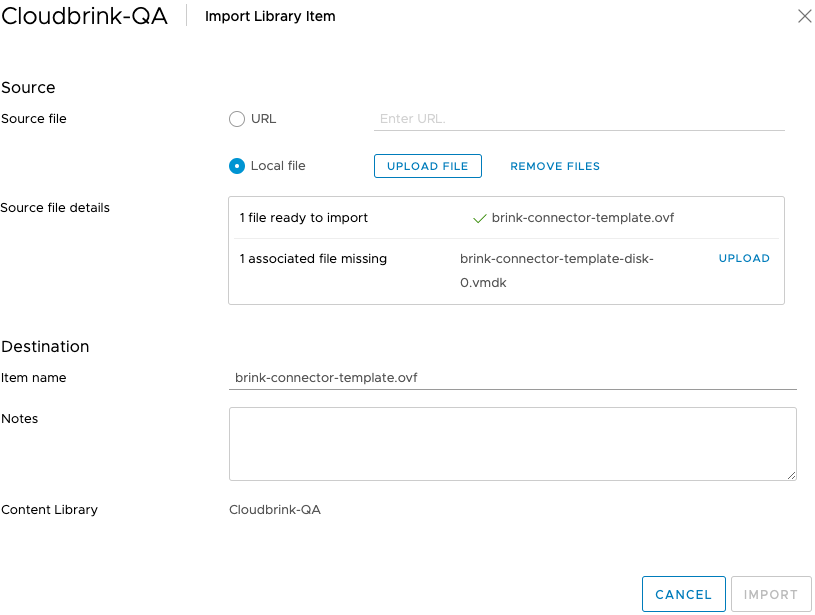 Cloudbrink-QA Import Library Item
Source
Source file URL Enter URL.
Local file UPLOAD FILE REMOVE FILES
Source file details
1 file ready to import brink-connector-template.ovf
1 associated file missing brink-connector-template-disk- UPLOAD
0.vmdk
Destination
Item name brink-connector-template.ovf
Notes
Content Library Cloudbrink-QA
CANCEL IMPORT